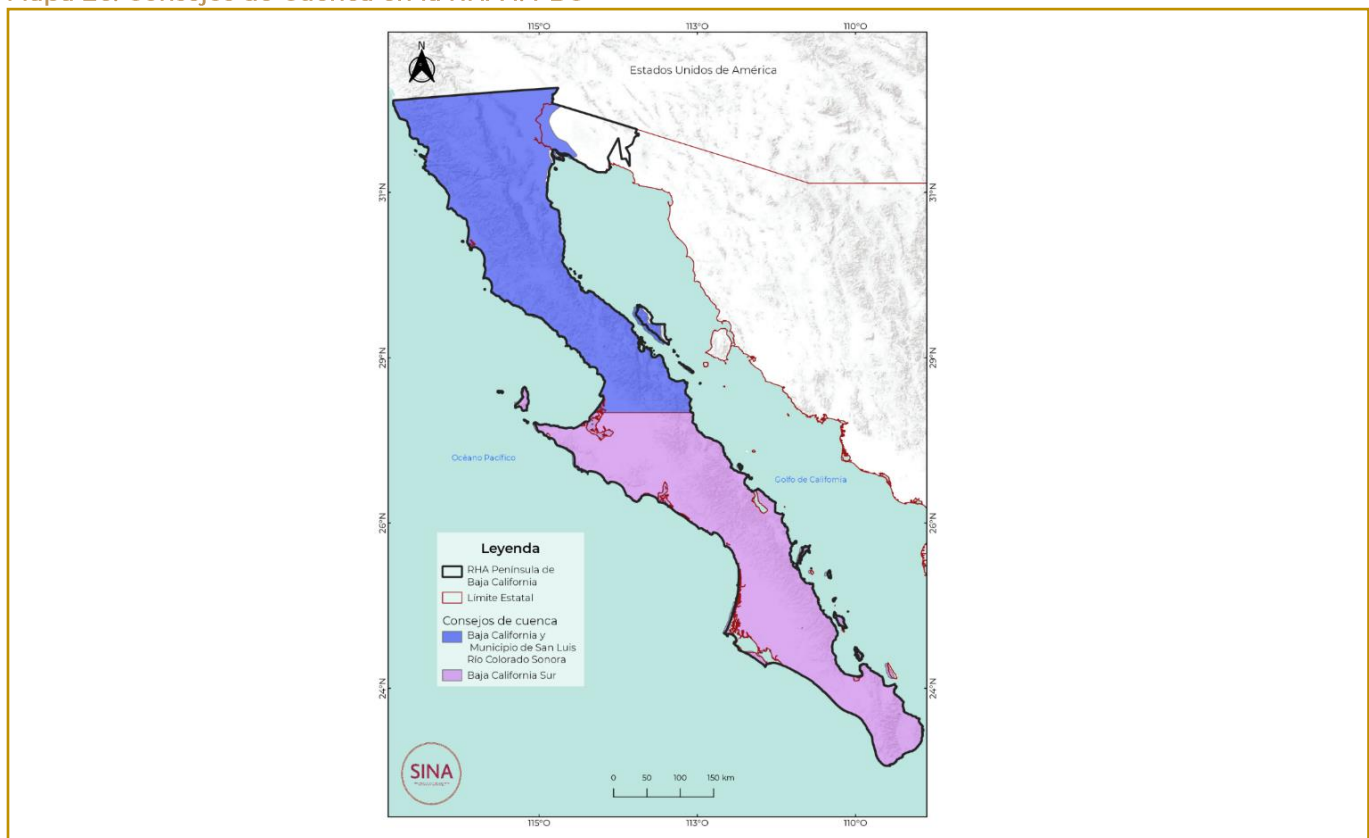 115°O
113°O
110°O
N
Estados Unidos de América
31°N
31°N
29°N
29°N
Océano Pacífico
Golfo de California
26°N
26°N
Leyenda
RHA Península de
Baja California
Límite Estatal
Consejos de cuenca
Baja California y
Municipio de San Luis
Río Colorado Sonora
Baja California Sur
24°N
24°N
SINA
0 50 100 150 km
115°O
113°O
110°O